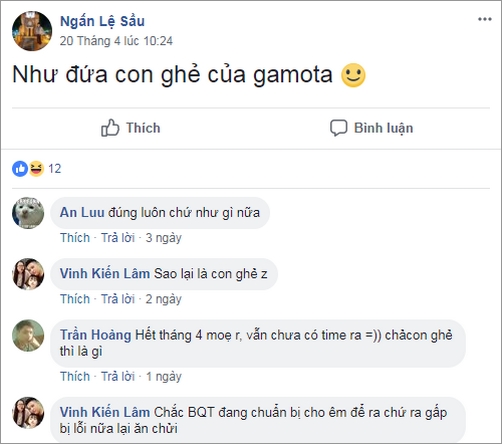 Ngấn Lệ Sầu
20 Tháng 4 lúc 10:24
Như đứa con ghẻ của gamota 🙂
Thích
Bình luận
12
An Luu đúng luôn chứ như gì nữa
Thích · Trả lời · 3 ngày
Vinh Kiến Lâm Sao lại là con ghẻ z
Thích · Trả lời · 2 ngày
Trần Hoảng Hết tháng 4 moẹ r, vẫn chưa có time ra =)) chảcon ghẻ
thì là gì
Thích · Trả lời · 1 ngày
Vinh Kiến Lâm Chắc BQT đang chuẩn bị cho êm để ra chứ ra gấp
bị lỗi nữa lại ăn chửi